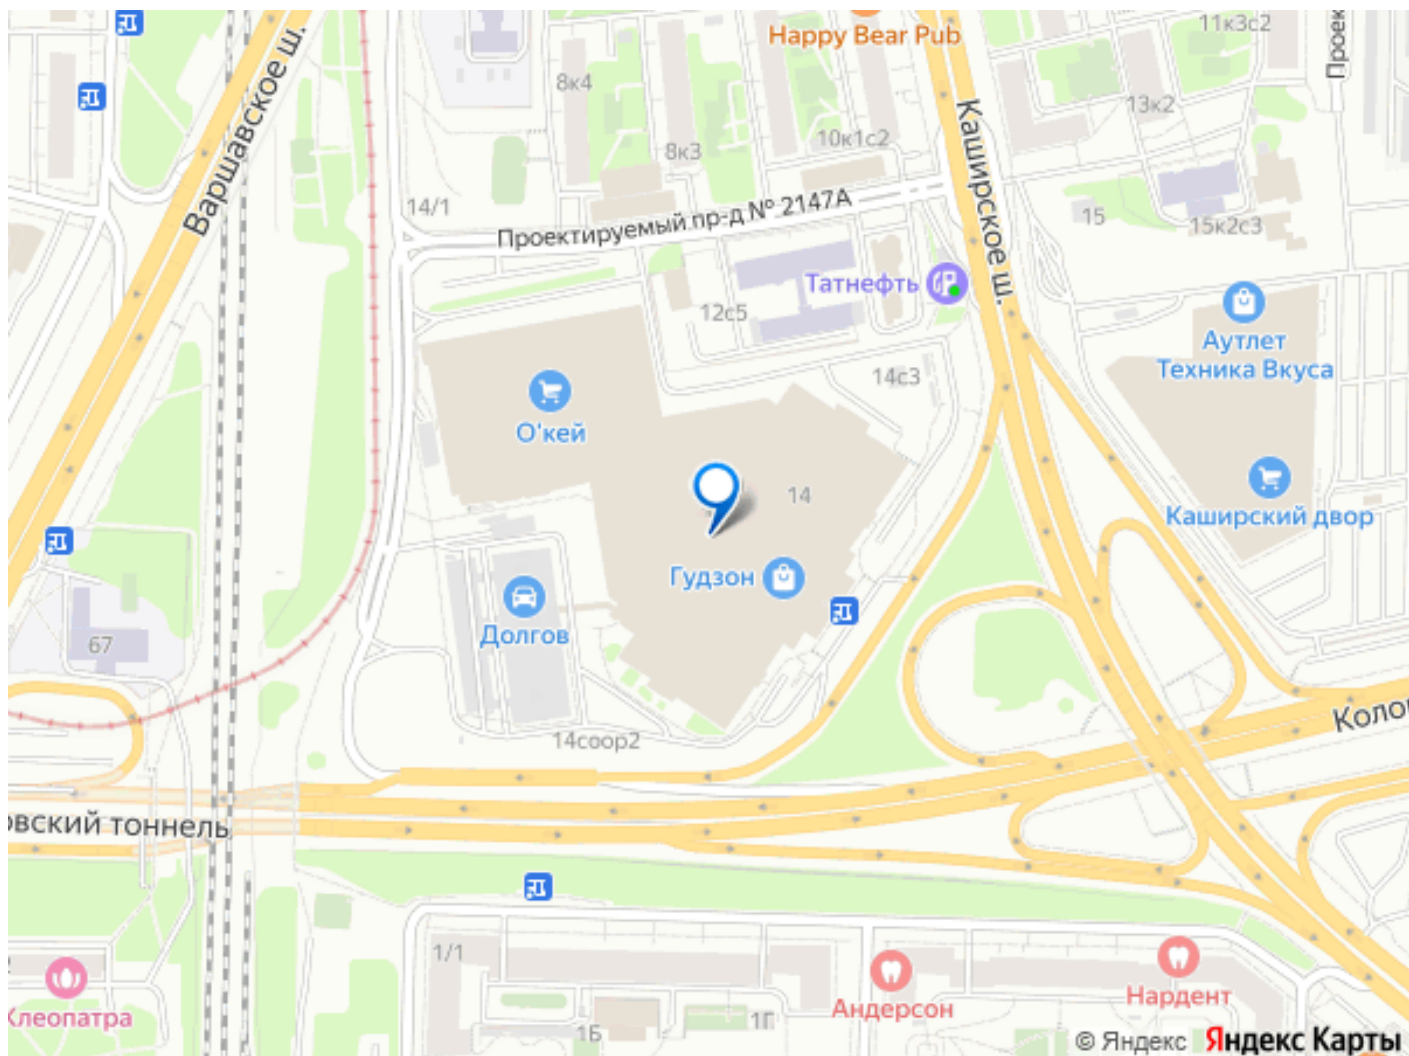 Happy Bear Pub
11к3с2
Проек
8к4
13к2
Варшавское ш.
Каширское ш.
10к1с2
8к3
14/1
Проектируемый пр-д № 2147А
15
15к2с3
Татнефть
12с5
Аутлет
Техника Вкуса
14с3
О'кей
14
Каширский двор
Гудзон
Долгов
67
Коло
14соор2
овский тоннель
1/1
Андерсон
Нардент
Клеопатра
1Б
1Г
© Яндекс Яндекс Карты